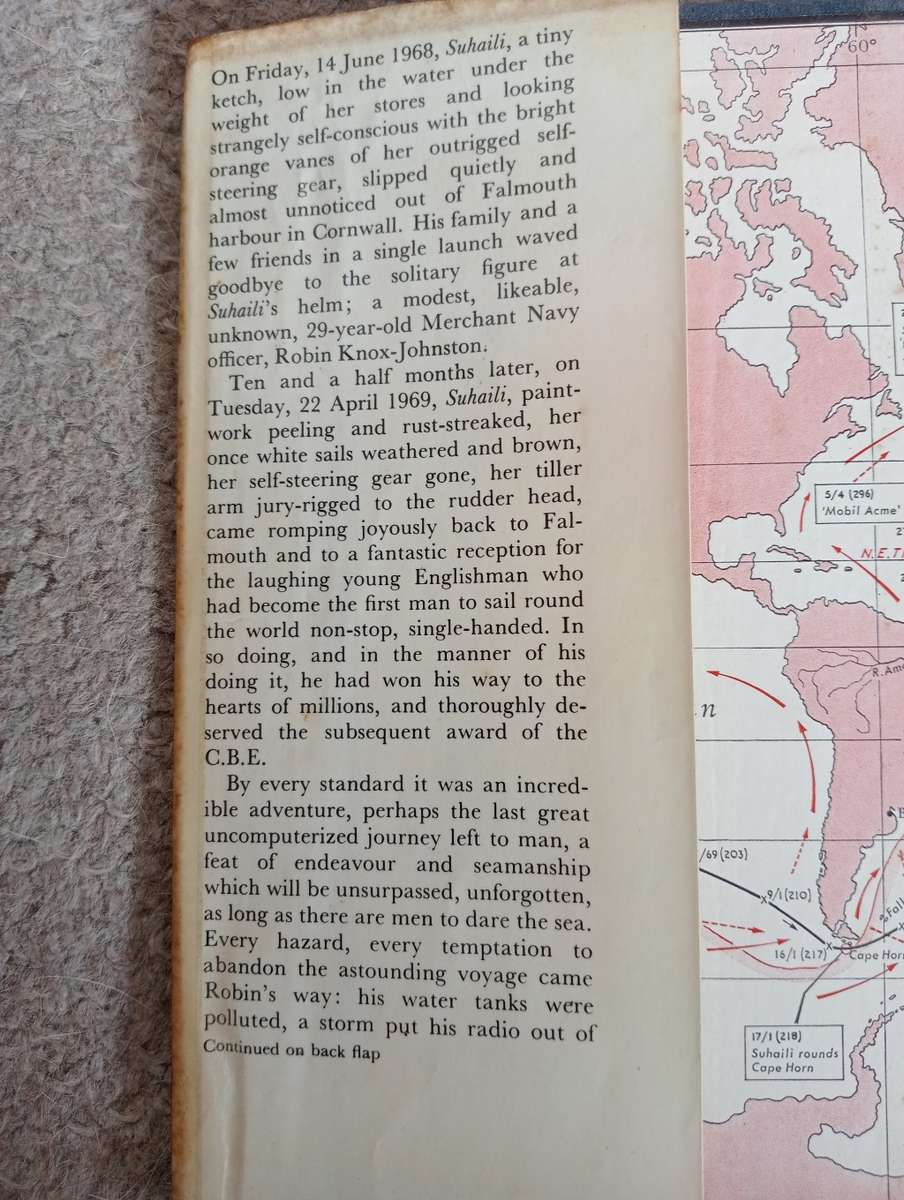 On Friday, 14 June 1968, Suhaili, a tiny
ketch, low in the water under the
weight of her stores and looking
strangely self-conscious with the bright
orange vanes of her outrigged self-
steering gear, slipped quietly and
almost unnoticed out of Falmouth
harbour in Cornwall. His family and a
few friends in a single launch waved
goodbye to the solitary figure at
Suhaili's helm; a modest, likeable,
unknown, 29-year-old Merchant Navy
officer, Robin Knox-Johnston.
Ten and a half months later, on
Tuesday, 22 April 1969, Suhaili, paint-
work peeling and rust-streaked, her
once white sails weathered and brown,
her self-steering gear gone, her tiller
arm jury-rigged to the rudder head,
came romping joyously back to Fal-
mouth and to a fantastic reception for
the laughing young Englishman who
had become the first man to sail round
the world non-stop, single-handed. In
so doing, and in the manner of his
doing it, he had won his way to the
hearts of millions, and thoroughly de-
served the subsequent award of the
C.B.E.
By every standard it was an incred-
ible adventure, perhaps the last great
uncomputerized journey left to man, a
feat of endeavour and seamanship
which will be unsurpassed, unforgotten,
as long as there are men to dare the sea.
Every hazard, every temptation to
abandon the astounding voyage came
Robin's way: his water tanks were
polluted, a storm put his radio out of
Continued on back flap
60°
5/4 (296)
'Mobil Acme'
N.E.T
n
/69 (203)
9/1 (210)
16/1 (217)
Cape Horn
17/1 (218)
Suhaili rounds
Cape Horn